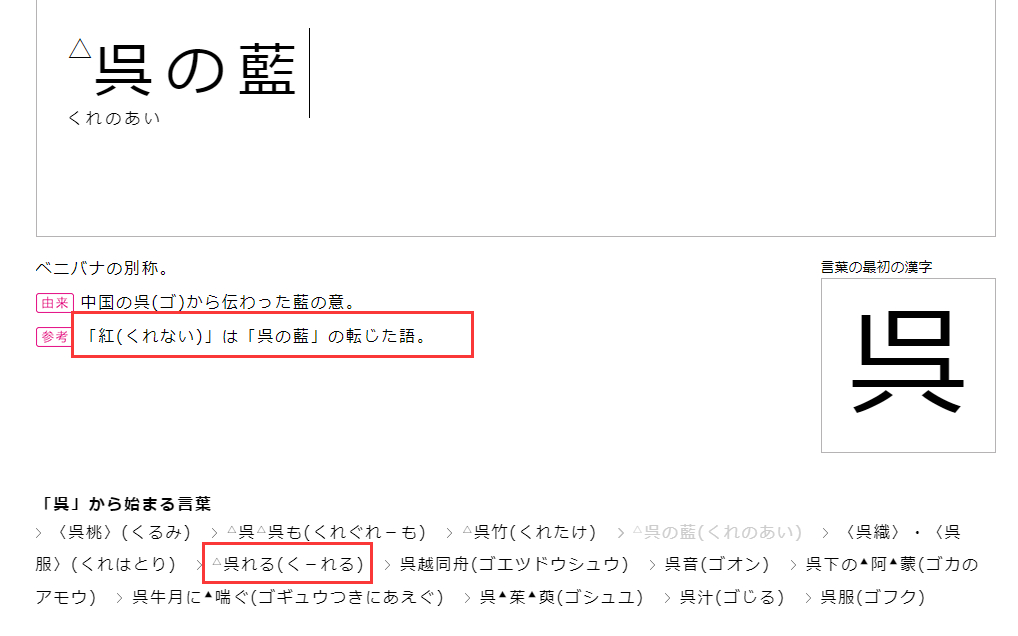 △呉の藍
くれのあい
ベニバナの別称。
言葉の最初の漢字
由来 中国の呉(ゴ)から伝わった藍の意。
参考 「紅(くれない)」は「呉の藍」の転じた語。
呉
「呉」から始まる言葉
〈呉桃〉(くるみ) △呉△呉も(くれぐれ－も) △呉竹(くれたけ) △呉の藍(くれのあい) 〈呉織〉・〈呉
服〉(くれはとり) △呉れる(く－れる) 呉越同舟(ゴエツドウシュウ) 呉音(ゴオン) 呉下の▲阿▲蒙(ゴカの
アモウ) 呉牛月に▲喘ぐ(ゴギュウつきにあえぐ) 呉▲茱▲萸(ゴシュユ) 呉汁(ゴじる) 呉服(ゴフク)